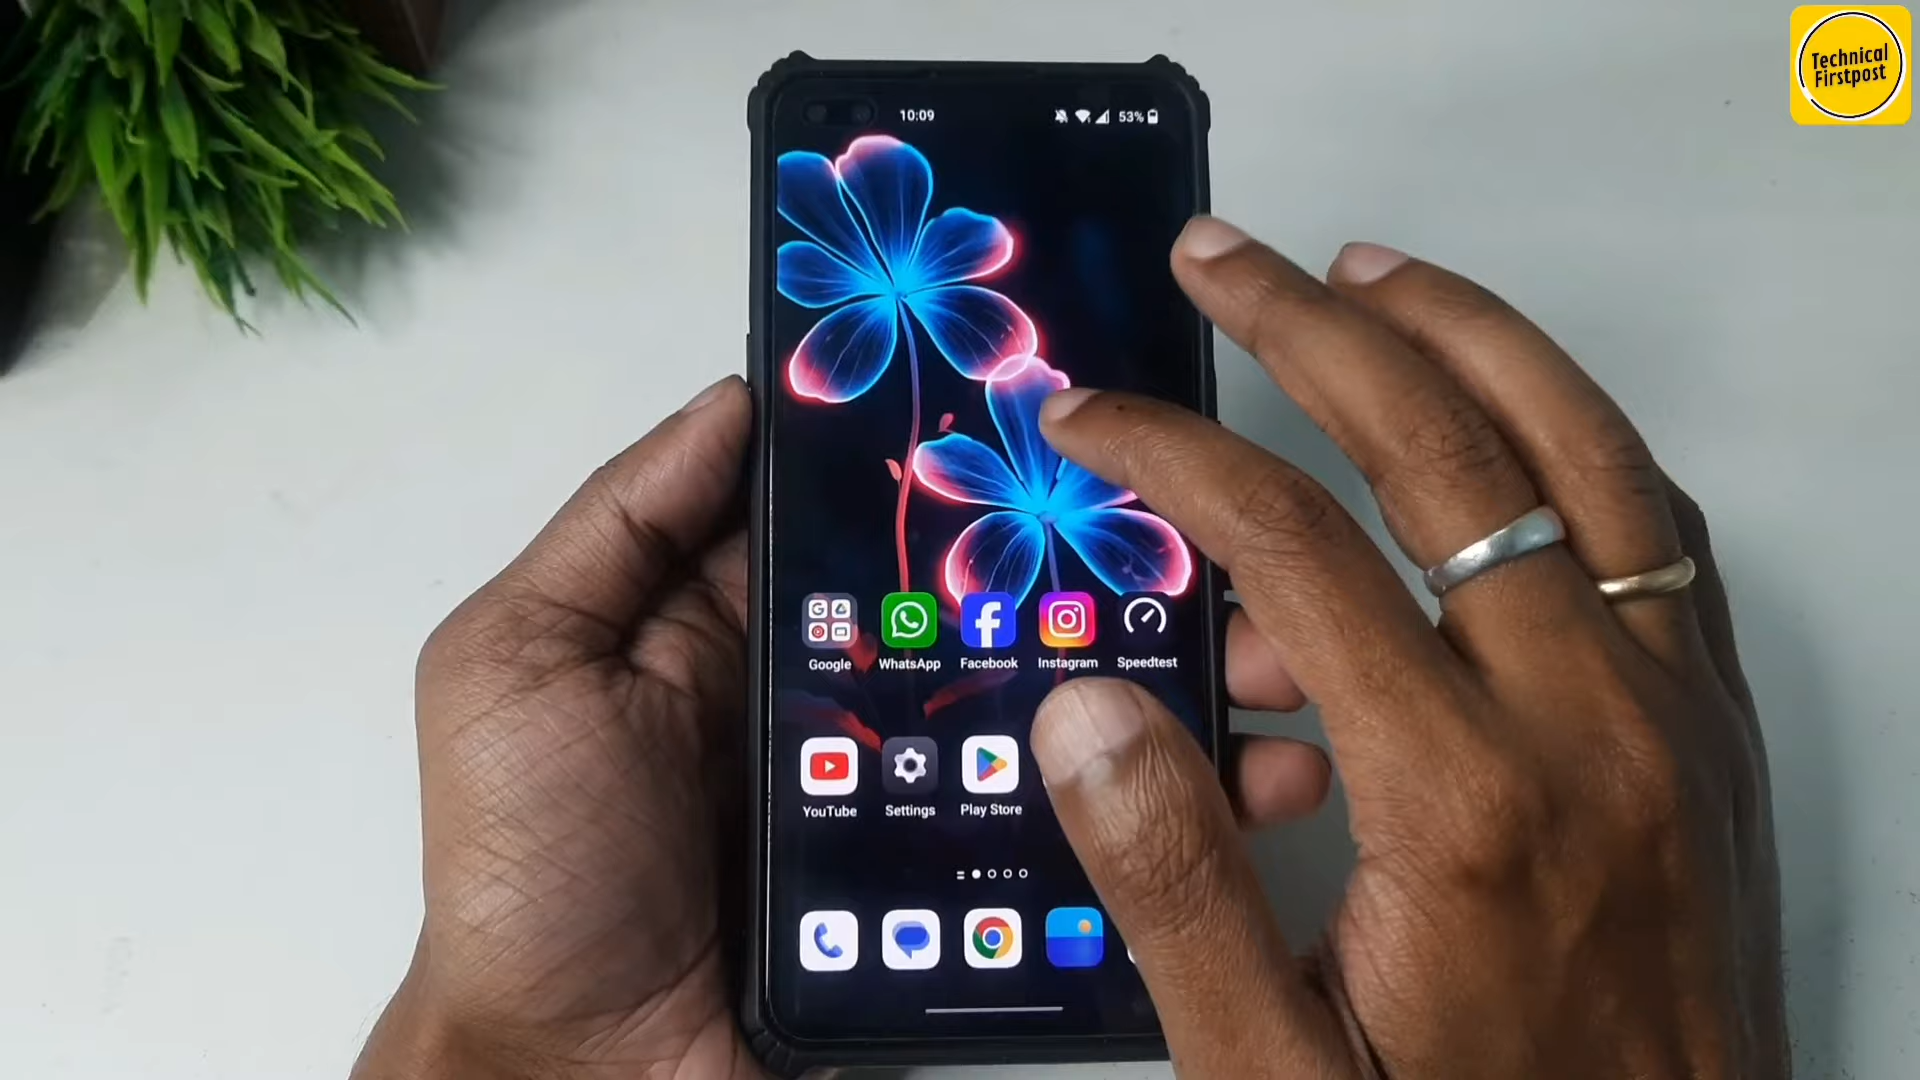 Technical
Firstpost
10:09
53%
Google
WhatsApp
Facebook
Instagram
Speedtest
YouTube
Settings
Play Store